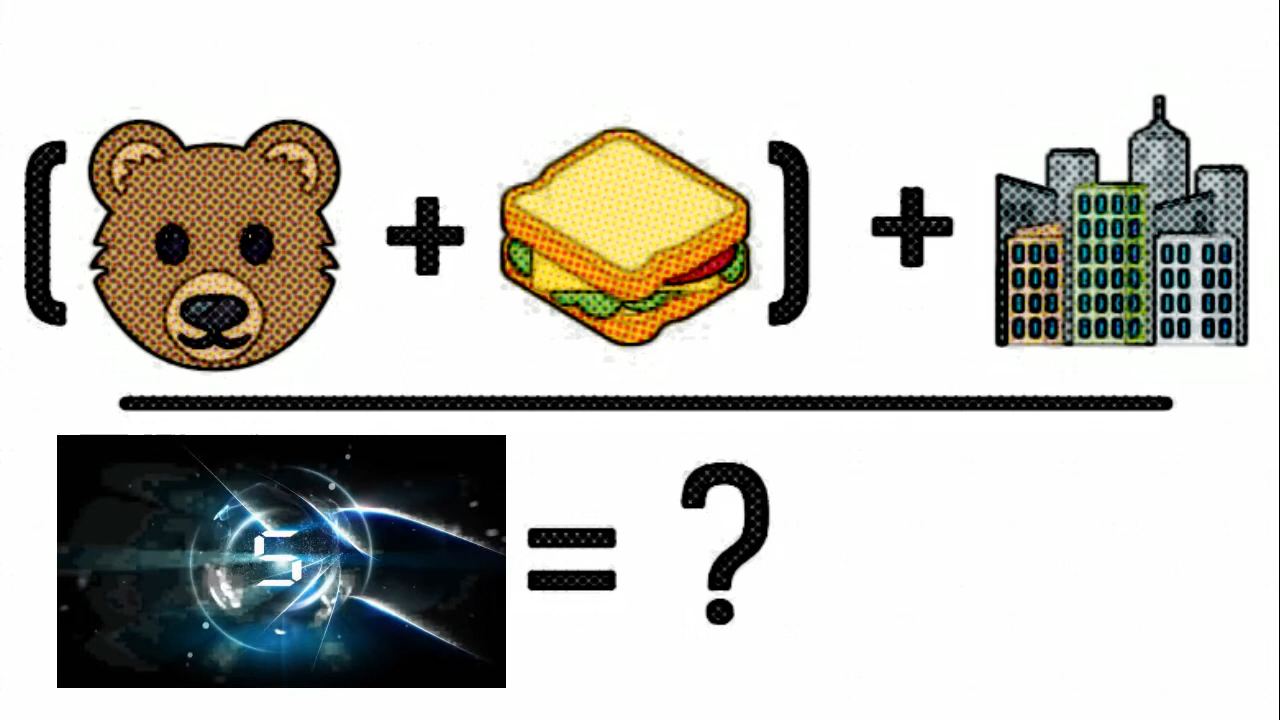 ( + ) +
5 = ?